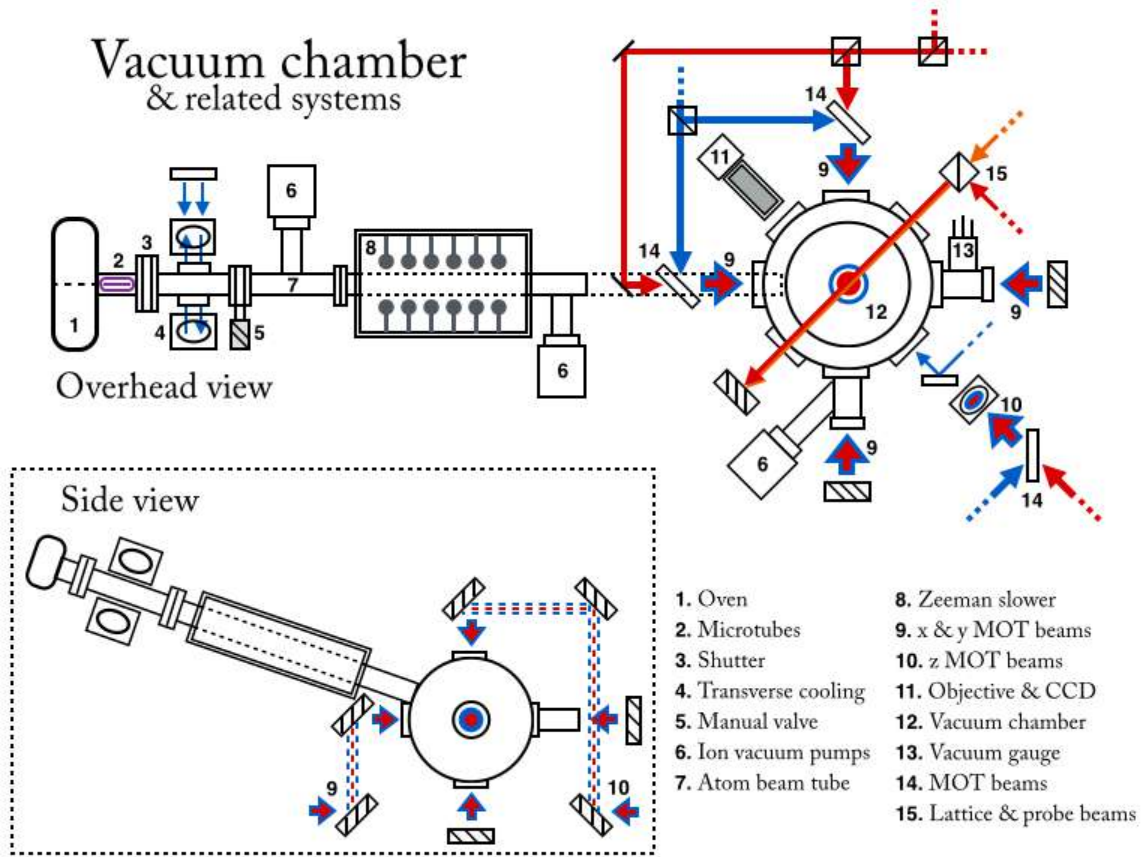 Vacuum chamber
& related systems
14
11
9
15
6
3
2
8
14
9
13
7
12
1
4
5
9
6
Overhead view
10
6
9
14
Side view
9
10
1. Oven
2. Microtubes
3. Shutter
4. Transverse cooling
5. Manual valve
6. Ion vacuum pumps
7. Atom beam tube
8. Zeeman slower
9. x & y MOT beams
10. z MOT beams
11. Objective & CCD
12. Vacuum chamber
13. Vacuum gauge
14. MOT beams
15. Lattice & probe beams